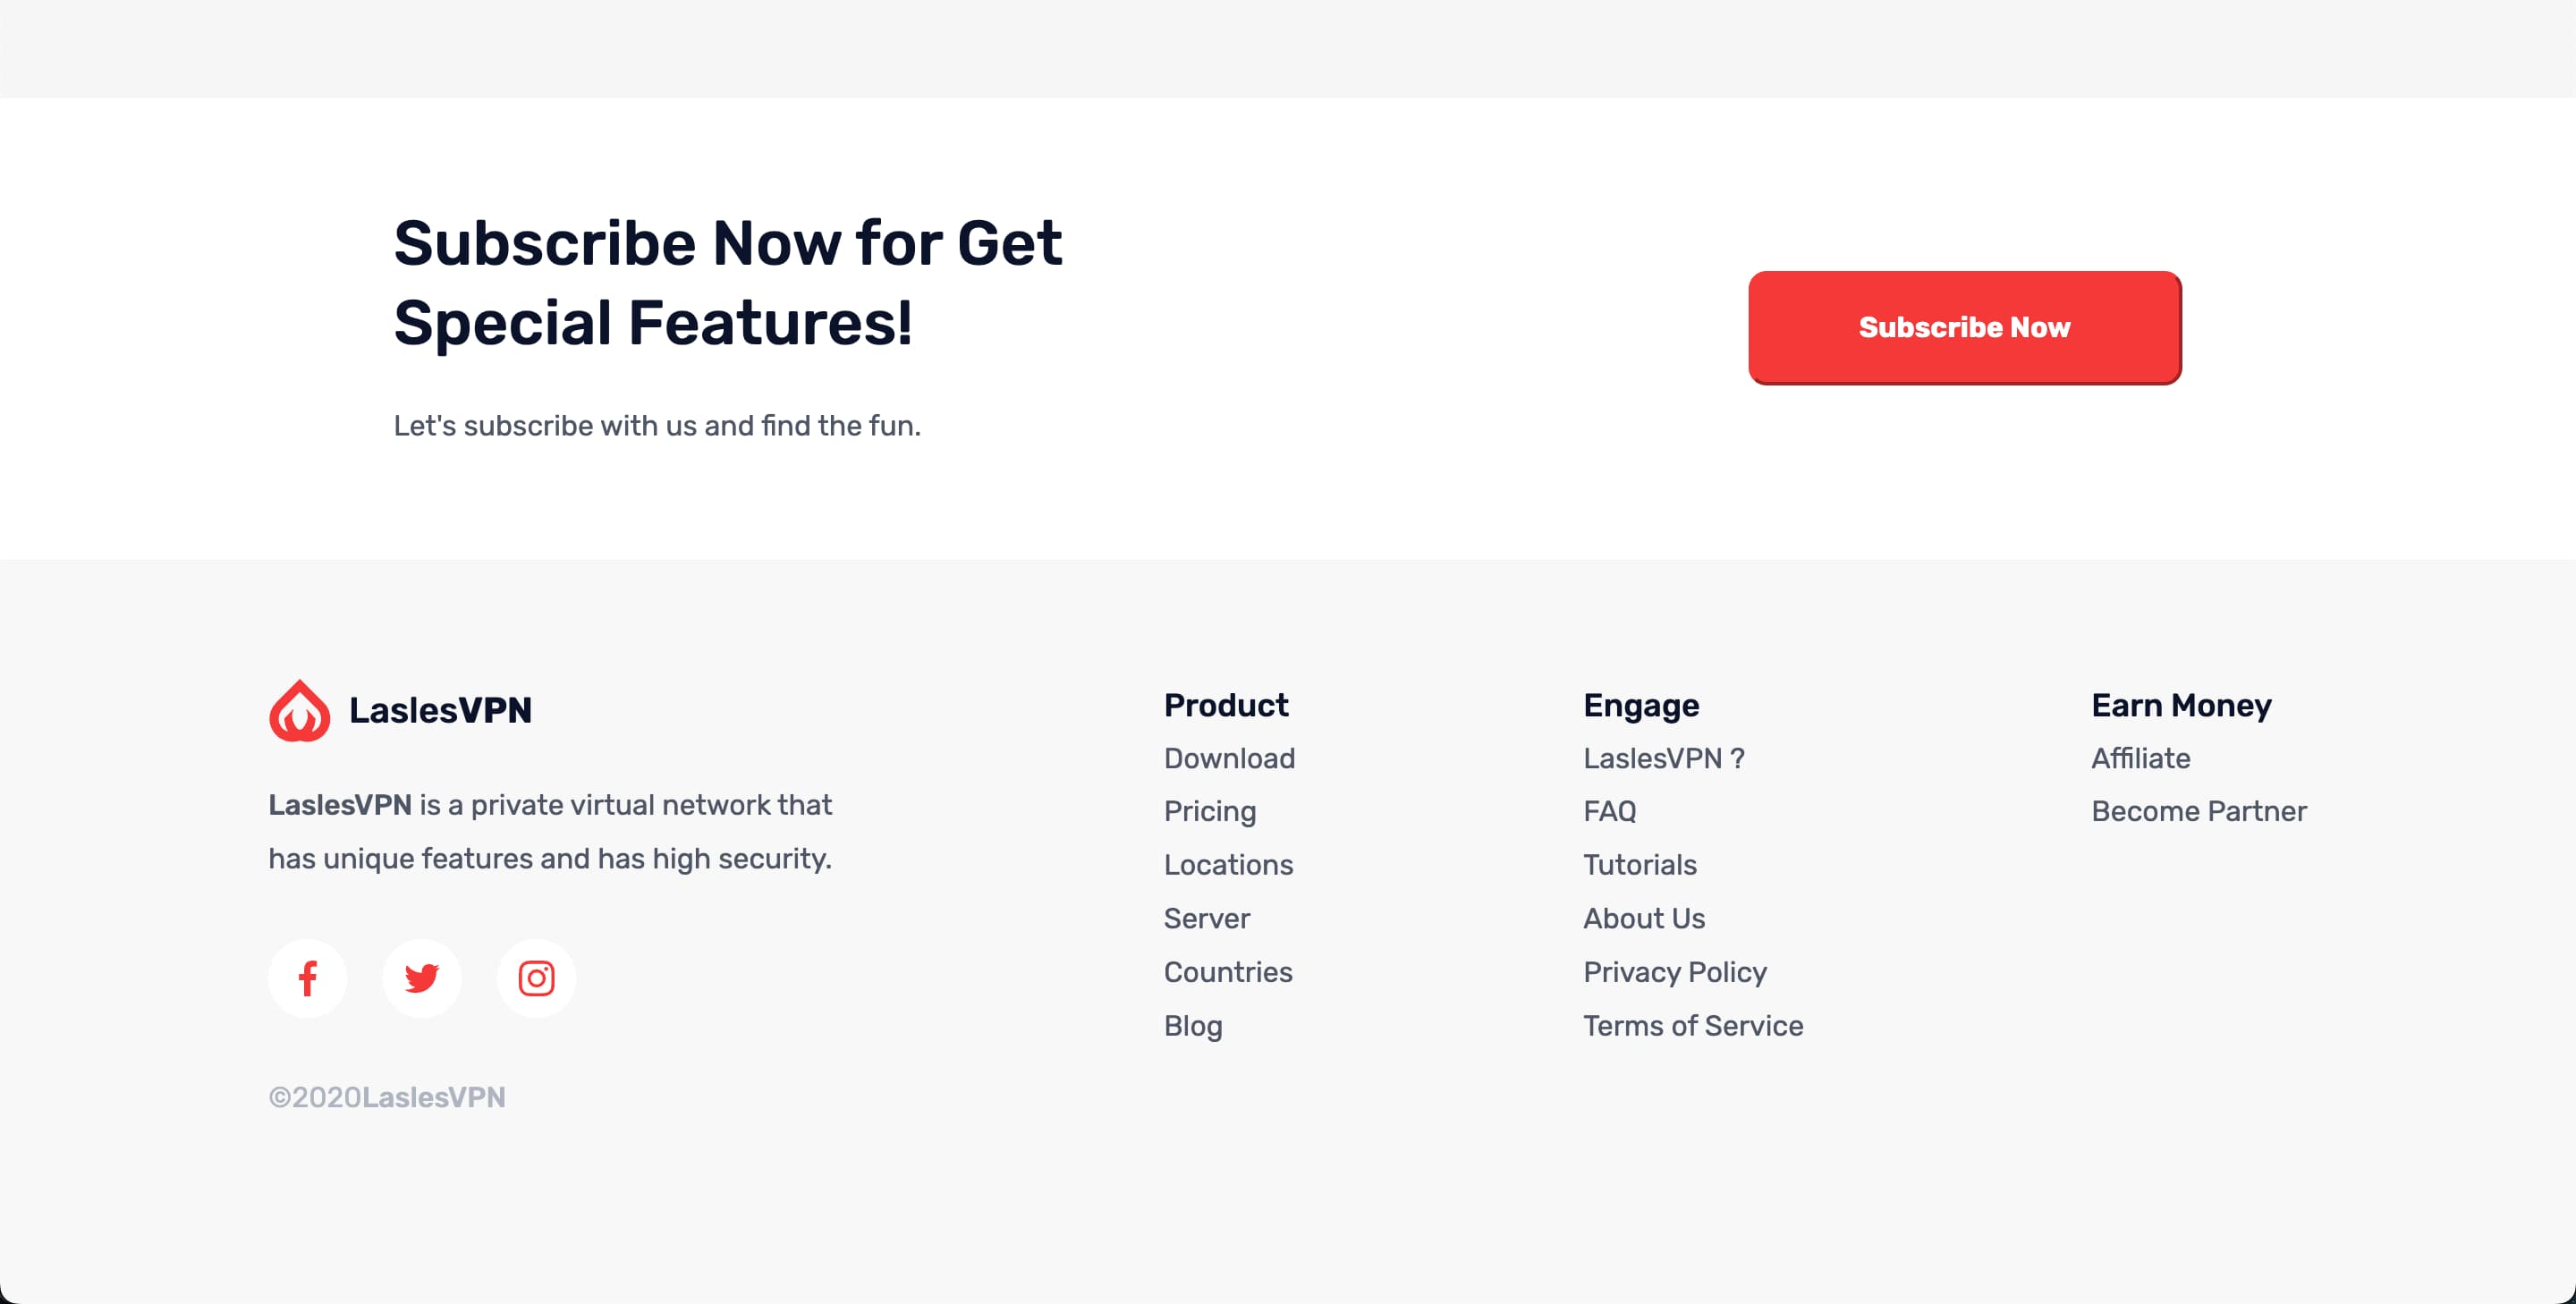 Subscribe Now for Get
Special Features!
Let's subscribe with us and find the fun.
Subscribe Now
LaslesVPN
LaslesVPN is a private virtual network that
has unique features and has high security.
©2020LaslesVPN
Product
Download
Pricing
Locations
Server
Countries
Blog
Engage
LaslesVPN ?
FAQ
Tutorials
About Us
Privacy Policy
Terms of Service
Earn Money
Affiliate
Become Partner